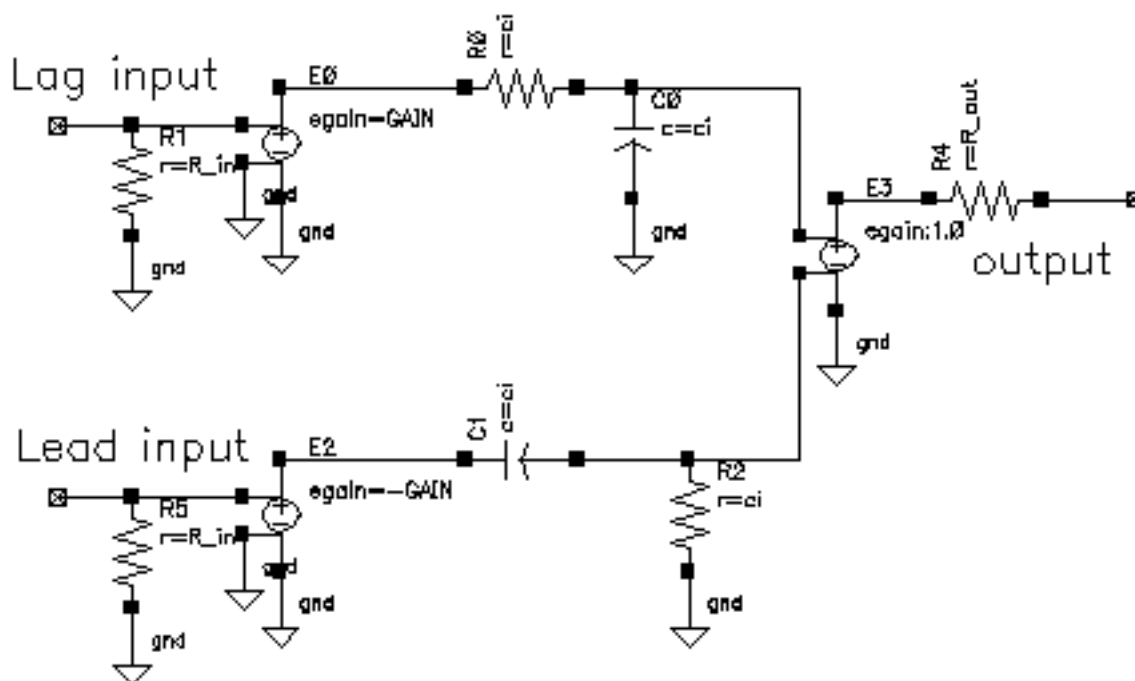 Lag input
E0
egain=GAIN
R1
r=R_in
gnd
gnd
gnd
R0
r=ci
C0
c=ci
gnd
E3
egain:1.0
gnd
R4
r=R_out
output
Lead input
E2
egain=-GAIN
R5
r=R_in
gnd
gnd
gnd
C1
c=ci
R2
r=ci
gnd